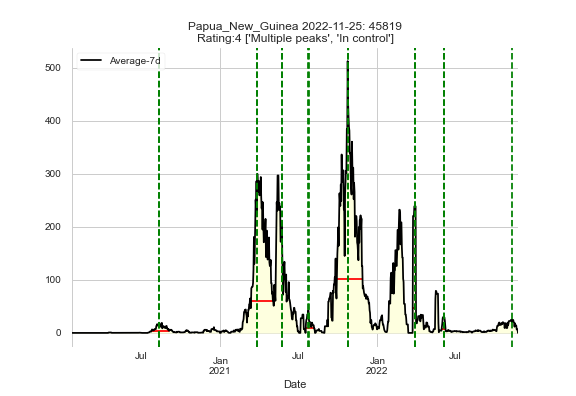 Papua_New_Guinea 2022-11-25: 45819
Rating:4 ['Multiple peaks', 'In control']
Average-7d
500
400
300
200
100
0
Jul
Jan
2021
Jul
Jan
2022
Jul
Date